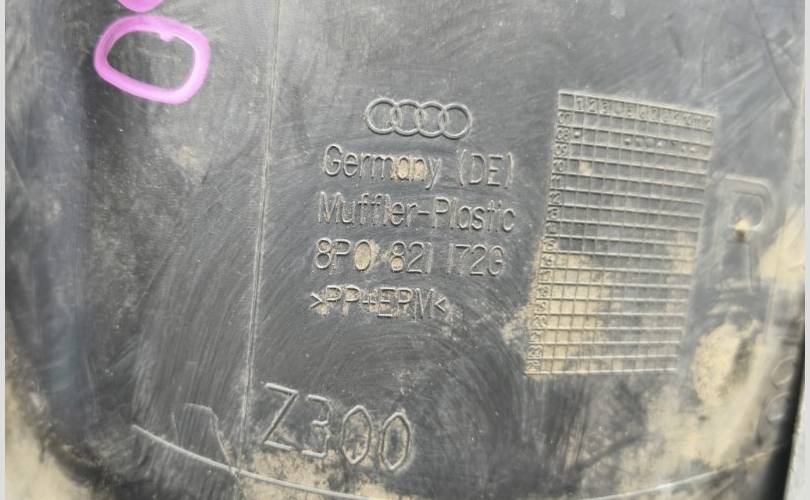 Germany (DE)
Muffler-Plastic
8P0 821 172G
>PP+EPM<
Z300